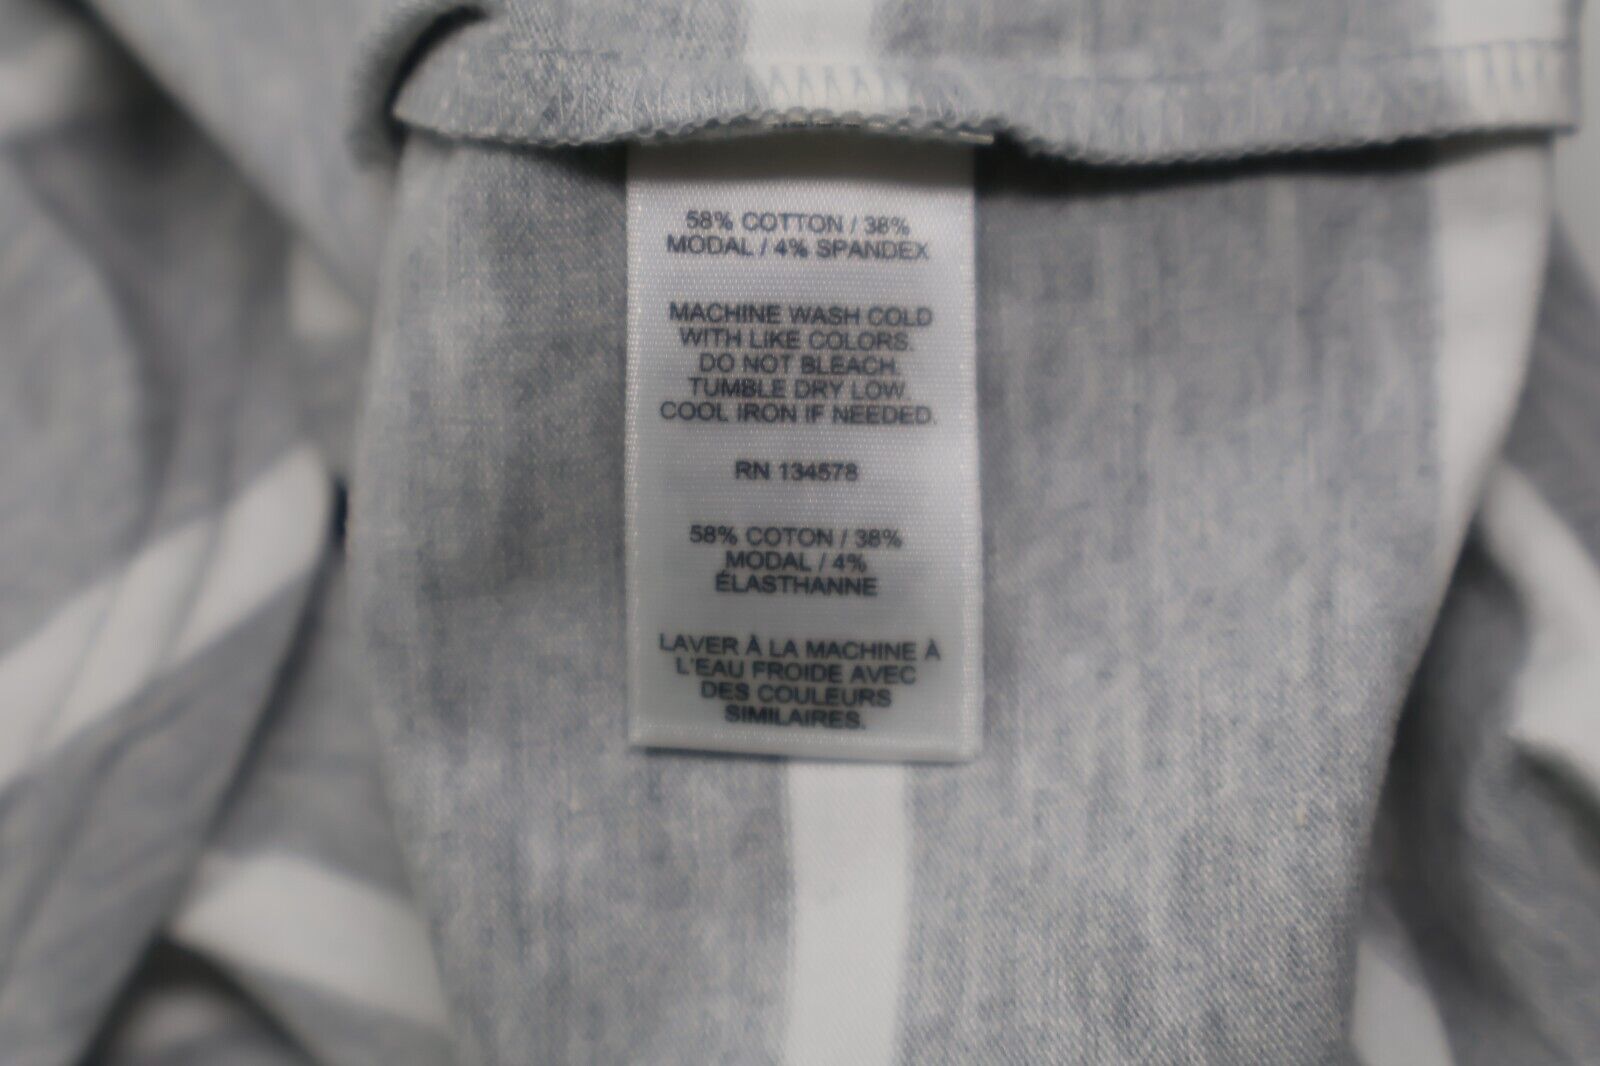 58% COTTON / 38%
MODAL / 4% SPANDEX
MACHINE WASH COLD
WITH LIKE COLORS.
DO NOT BLEACH.
TUMBLE DRY LOW.
COOL IRON IF NEEDED.
RN 134578
58% COTON / 38%
MODAL / 4%
ÉLASTHANNE
LAVER À LA MACHINE À
L'EAU FROIDE AVEC
DES COULEURS
SIMILAIRES.